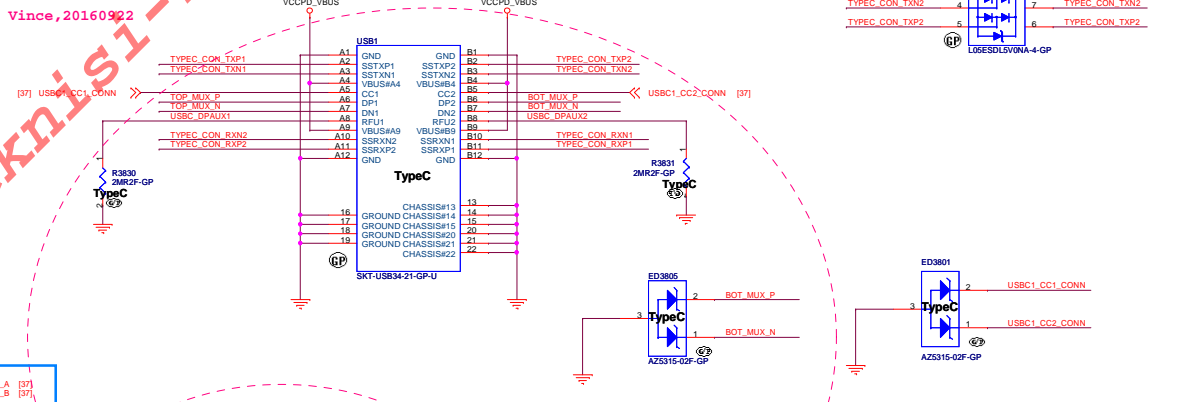 Vince,20160922
knisi-
VCCPD_VBUS
VCCPD_VBUS
USB1
A1 GND GND B1
TYPEC_CON_TXP1 A2 SSTXP1 SSTXP2 B2 TYPEC_CON_TXP2
TYPEC_CON_TXN1 A3 SSTXN1 SSTXN2 B3 TYPEC_CON_TXN2
A4 VBUS#A4 VBUS#B4 B4
[37] USBC1_CC1_CONN A5 CC1 CC2 B5 USBC1_CC2_CONN [37]
TOP_MUX_P A6 DP1 DP2 B6 BOT_MUX_P
TOP_MUX_N A7 DN1 DN2 B7 BOT_MUX_N
USBC_DPAUX1 A8 RFU1 RFU2 B8 USBC_DPAUX2
A9 VBUS#A9 VBUS#B9 B9
TYPEC_CON_RXN2 A10 SSRXN2 SSRXN1 B10 TYPEC_CON_RXN1
TYPEC_CON_RXP2 A11 SSRXP2 SSRXP1 B11 TYPEC_CON_RXP1
A12 GND GND B12
TypeC
1
R3830
2MR2F-GP
TypeC
2
1
R3831
2MR2F-GP
TypeC
CHASSIS#13 13
16 GROUND CHASSIS#14 14
17 GROUND CHASSIS#15 15
18 GROUND CHASSIS#20 20
19 GROUND CHASSIS#21 21
CHASSIS#22 22
GP
SKT-USB34-21-GP-U
TYPEC_CON_TXN2 4 7 TYPEC_CON_TXN2
TYPEC_CON_TXP2 5 6 TYPEC_CON_TXP2
GP
L05ESDL5V0NA-4-GP
ED3805
2 BOT_MUX_P
3 TypeC
1 BOT_MUX_N
AZ5315-02F-GP
ED3801
2 USBC1_CC1_CONN
3 TypeC
1 USBC1_CC2_CONN
AZ5315-02F-GP
_A [37]
_B [37]